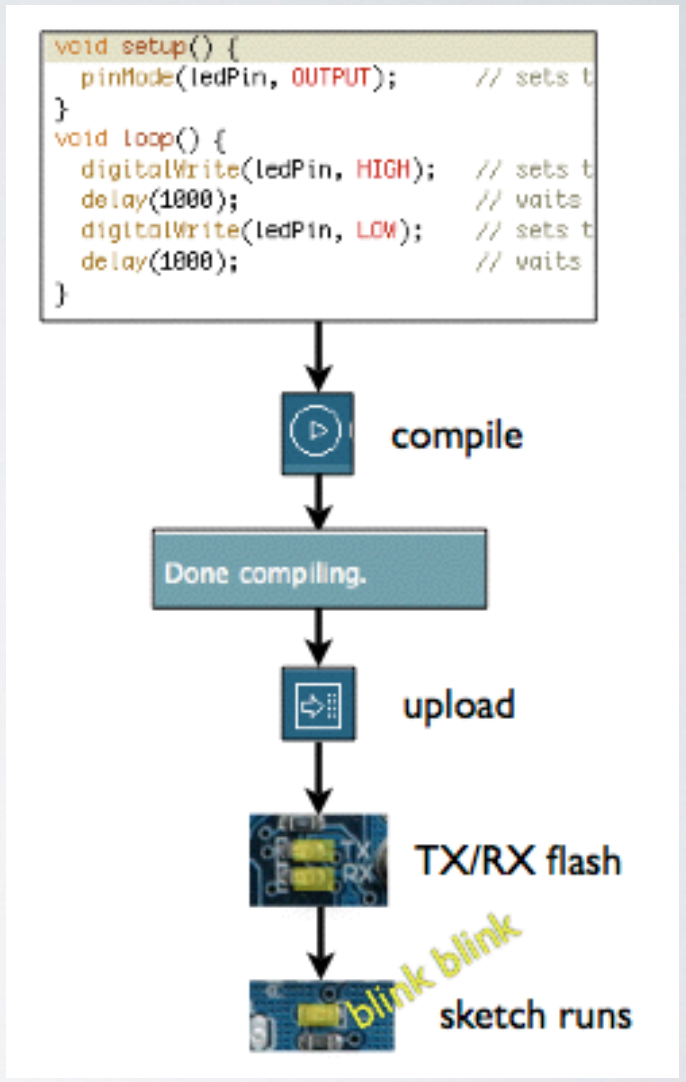 void setup() {
pinMode(ledPin, OUTPUT); // sets t
}
void loop() {
digitalWrite(ledPin, HIGH); // sets t
delay(1000); // waits
digitalWrite(ledPin, LOW); // sets t
delay(1000); // waits
}
compile
Done compiling.
upload
TX
RX
TX/RX flash
blink blink
sketch runs